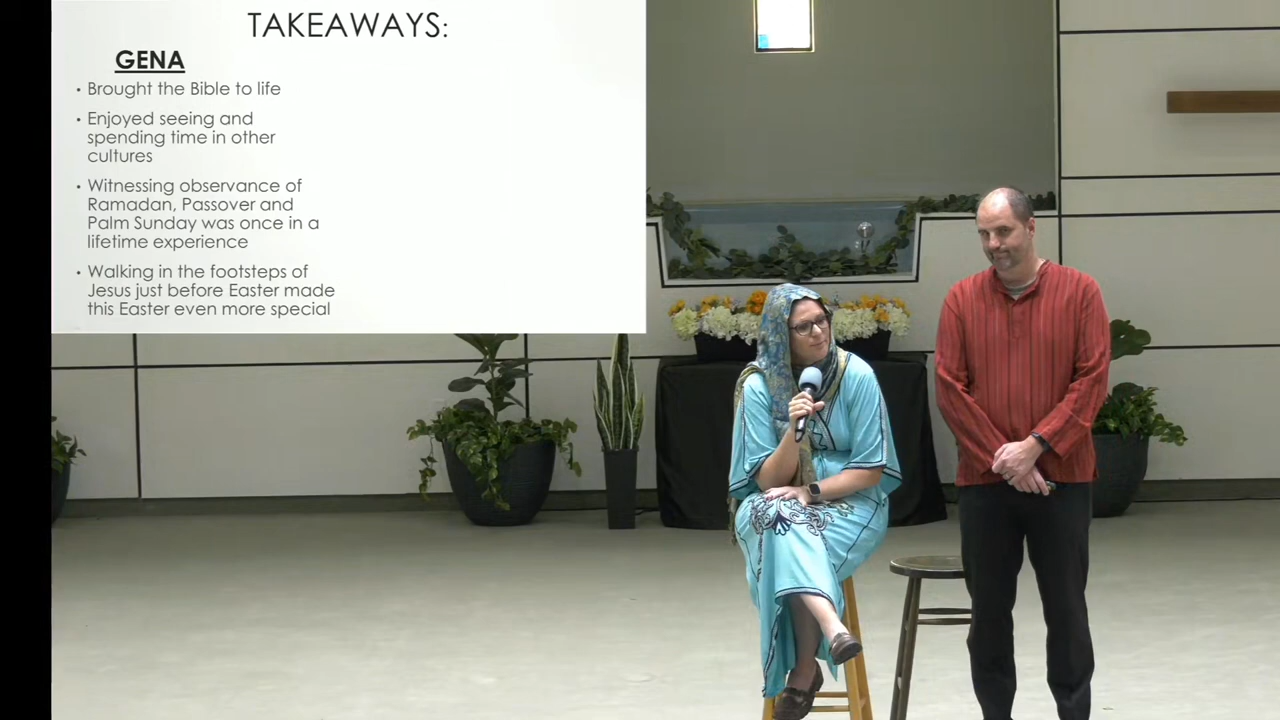 TAKEAWAYS:
GENA
• Brought the Bible to life
• Enjoyed seeing and
spending time in other
cultures
• Witnessing observance of
Ramadan, Passover and
Palm Sunday was once in a
lifetime experience
• Walking in the footsteps of
Jesus just before Easter made
this Easter even more special